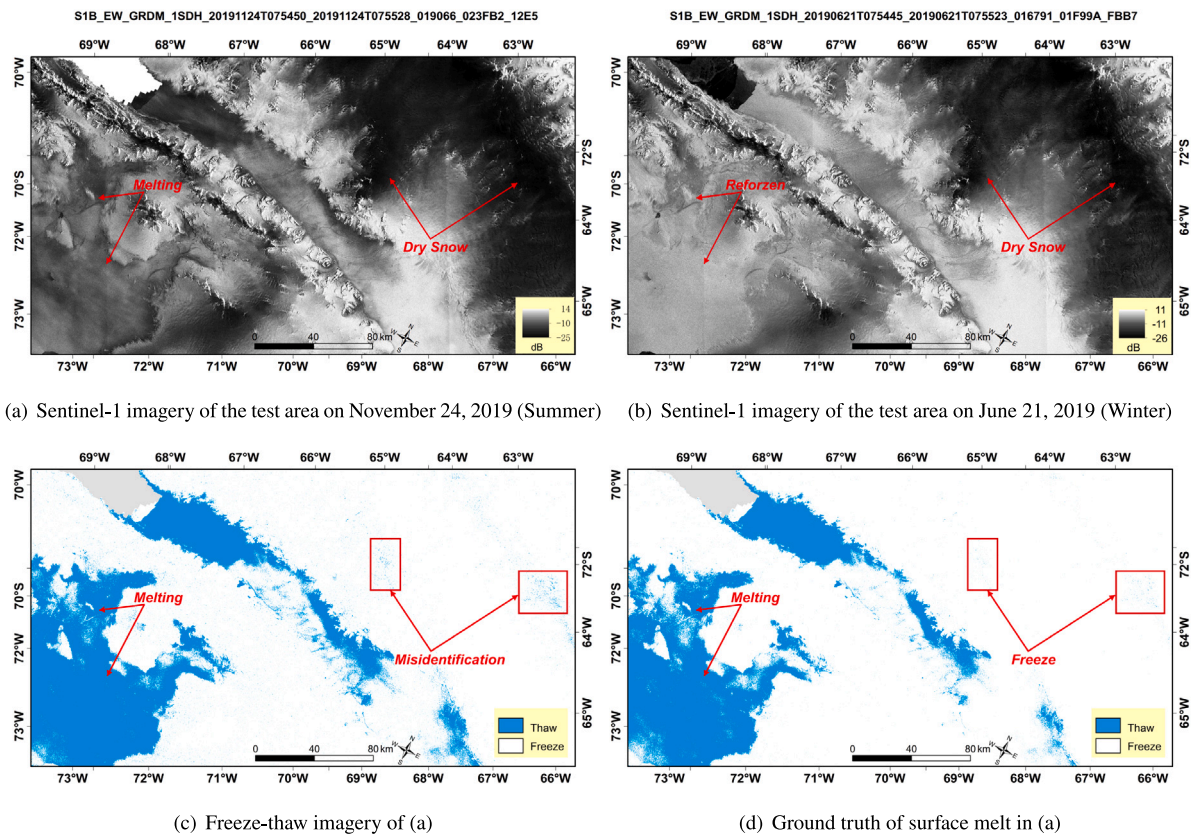 S1B_EW_GRDM_1SDH_20191124T075450_20191124T075528_019066_023FB2_12E5
69°W 68°W 67°W 66°W 65°W 64°W 63°W 62°W
70°S
70°S
72°S
73°S
72°S
64°W
65°W
Melting
Dry Snow
14
-10
-25
dB
0 40 80 km
N
W
E
S
73°W 72°W 71°W 70°W 69°W 68°W 67°W 66°W
(a) Sentinel-1 imagery of the test area on November 24, 2019 (Summer)
S1B_EW_GRDM_1SDH_20190621T075445_20190621T075523_016791_01F99A_FBB7
69°W 68°W 67°W 66°W 65°W 64°W 63°W 62°W
70°S
70°S
72°S
73°S
72°S
64°W
65°W
Reforzen
Dry Snow
11
-11
-26
dB
0 40 80 km
N
W
E
S
73°W 72°W 71°W 70°W 69°W 68°W 67°W 66°W
(b) Sentinel-1 imagery of the test area on June 21, 2019 (Winter)
69°W 68°W 67°W 66°W 65°W 64°W 63°W 62°W
70°W
70°S
72°W
73°W
72°S
64°W
65°W
Melting
Misidentification
Thaw
Freeze
0 40 80 km
N
W
E
S
73°W 72°W 71°W 70°W 69°W 68°W 67°W 66°W
(c) Freeze-thaw imagery of (a)
69°W 68°W 67°W 66°W 65°W 64°W 63°W 62°W
70°W
70°S
72°W
73°W
72°S
64°W
65°W
Melting
Freeze
Thaw
Freeze
0 40 80 km
N
W
E
S
73°W 72°W 71°W 70°W 69°W 68°W 67°W 66°W
(d) Ground truth of surface melt in (a)